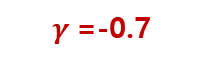 γ = -0.7